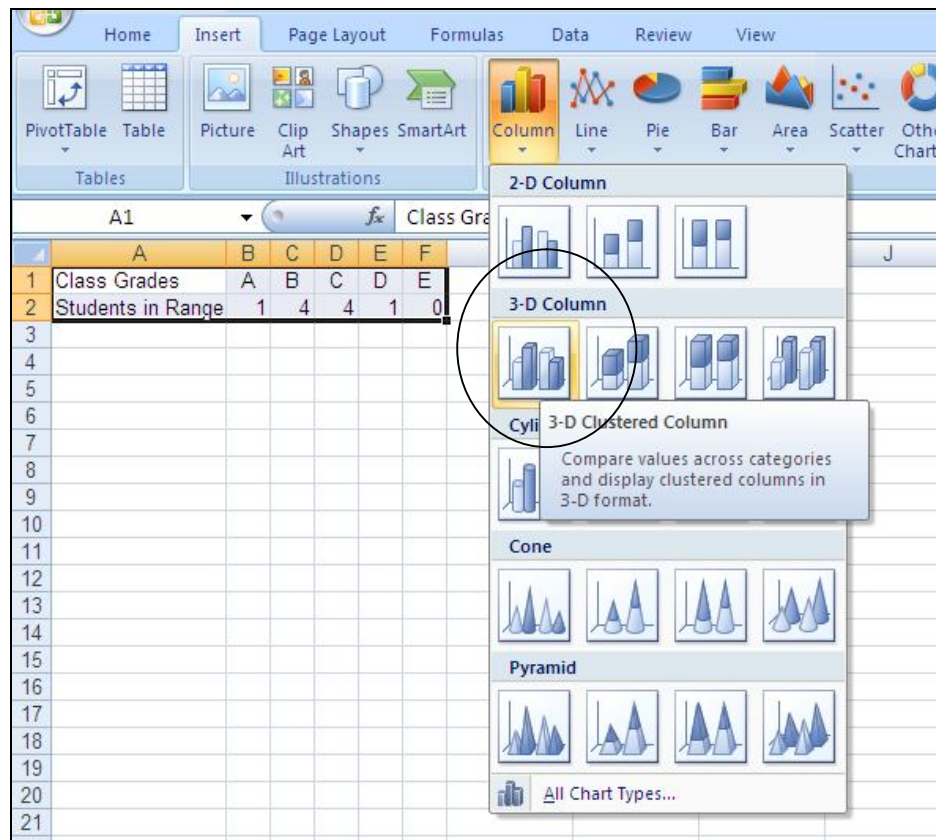 Home Insert Page Layout Formulas Data Review View
PivotTable Table Picture Clip Art Shapes SmartArt Column Line Pie Bar Area Scatter
Tables Illustrations
A1 fx Class Gra
A B C D E F J
1 Class Grades A B C D E
2 Students in Range 1 4 4 1 0
3
4
5
6
7
8
9
10
11
12
13
14
15
16
17
18
19
20
21
2-D Column
3-D Column
3-D Clustered Column
Compare values across categories
and display clustered columns in
3-D format.
Cone
Pyramid
All Chart Types...